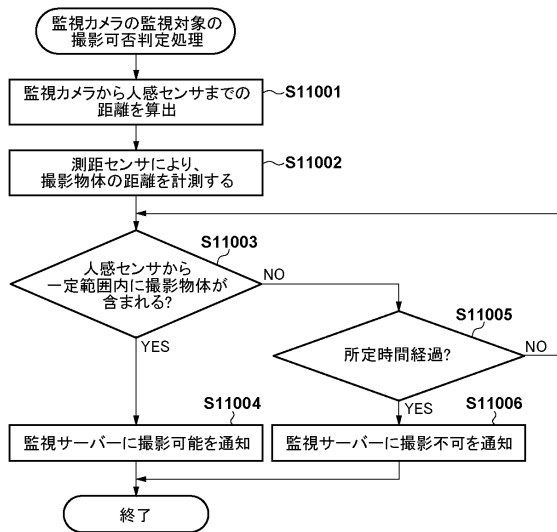 監視カメラの監視対象の
撮影可否判定処理
監視カメラから人感センサまでの
距離を算出
S11001
測距センサにより、
撮影物体の距離を計測する
S11002
S11003
人感センサから
一定範囲内に撮影物体が
含まれる?
NO
YES
S11005
所定時間経過?
NO
YES
S11004
監視サーバーに撮影可能を通知
S11006
監視サーバーに撮影不可を通知
終了